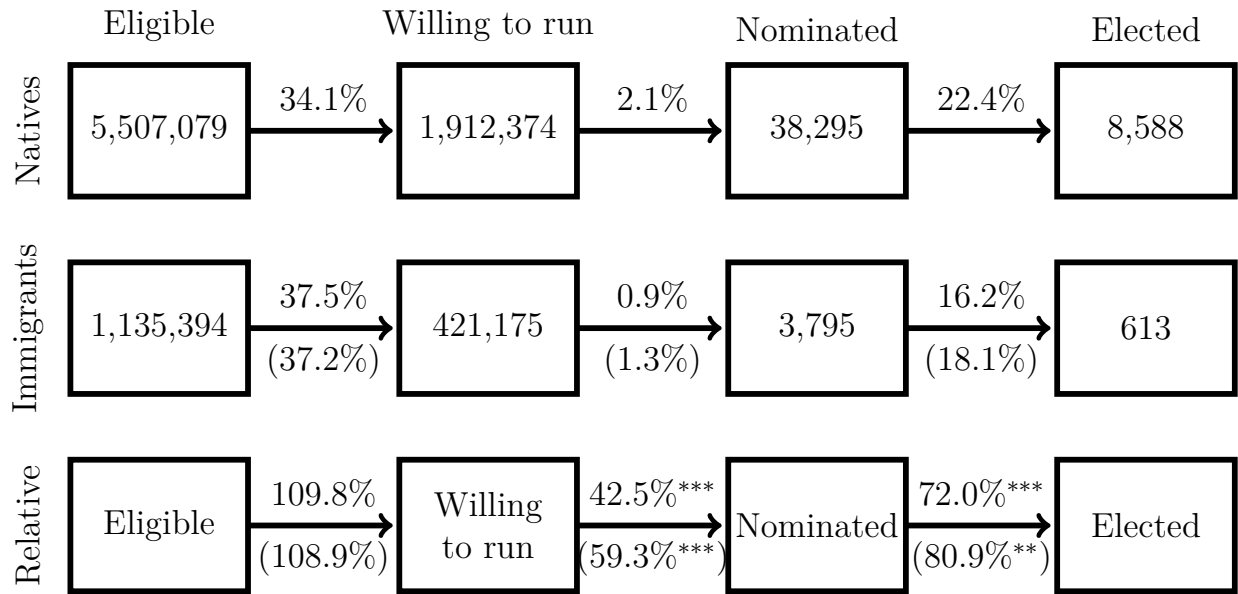 Eligible Willing to run Nominated Elected
Natives 5,507,079 34.1% 1,912,374 2.1% 38,295 22.4% 8,588
Immigrants 1,135,394 37.5% 421,175 0.9% 3,795 16.2% 613
(37.2%) (1.3%) (18.1%)
Relative Eligible 109.8% Willing 42.5%*** Nominated 72.0%*** Elected
(108.9%) to run (59.3%***) (80.9%**)